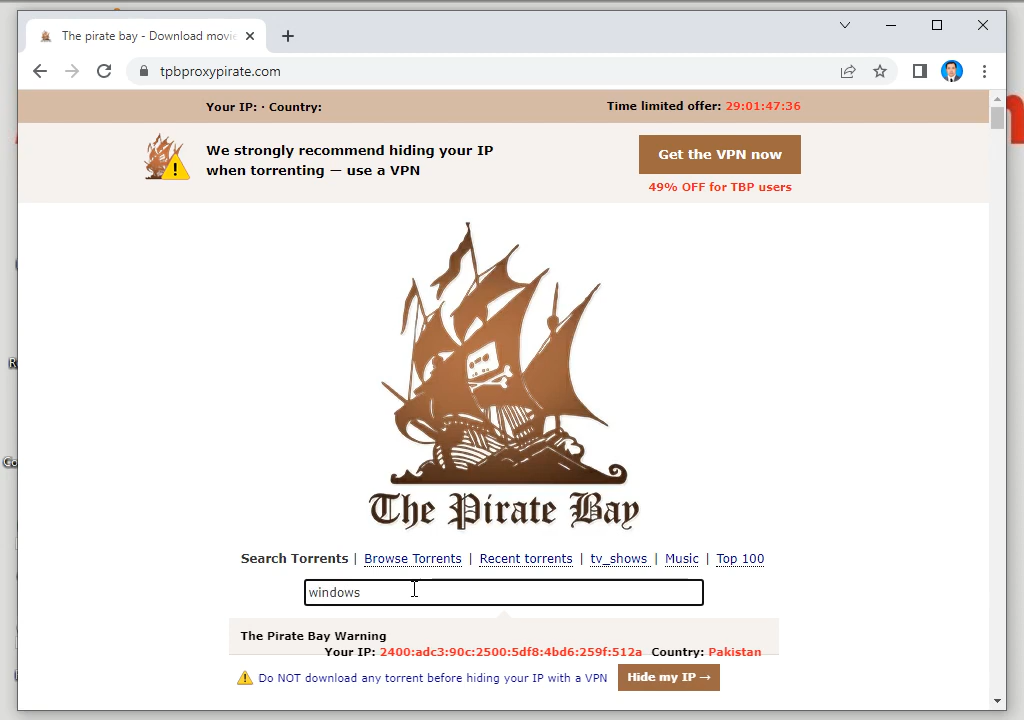 The pirate bay - Download movie
tpbproxypirate.com
Your IP: · Country:
Time limited offer: 29:01:47:36
We strongly recommend hiding your IP
when torrenting — use a VPN
Get the VPN now
49% OFF for TBP users
The Pirate Bay
Search Torrents | Browse Torrents | Recent torrents | tv_shows | Music | Top 100
windows
The Pirate Bay Warning
Your IP: 2400:adc3:90c:2500:5df8:4bd6:259f:512a Country: Pakistan
Do NOT download any torrent before hiding your IP with a VPN
Hide my IP →